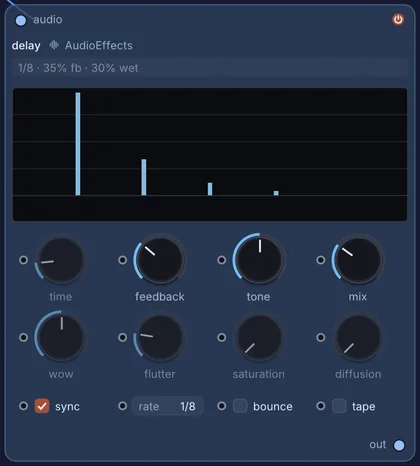 audio
delay AudioEffects
1/8 · 35% fb · 30% wet
time feedback tone mix
wow flutter saturation diffusion
sync rate 1/8 bounce tape
out